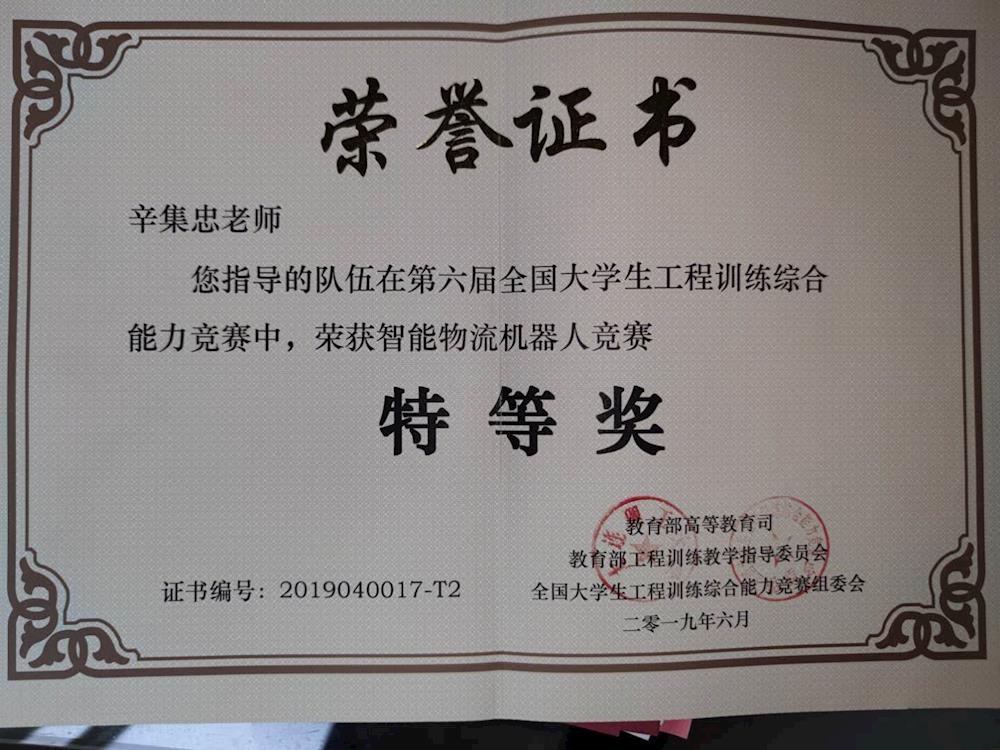 荣誉证书
辛集忠老师
您指导的队伍在第六届全国大学生工程训练综合
能力竞赛中，荣获智能物流机器人竞赛
特等奖
教育部高等教育司
教育部工程训练教学指导委员会
全国大学生工程训练综合能力竞赛组委会
二零一九年六月
证书编号：2019040017-T2